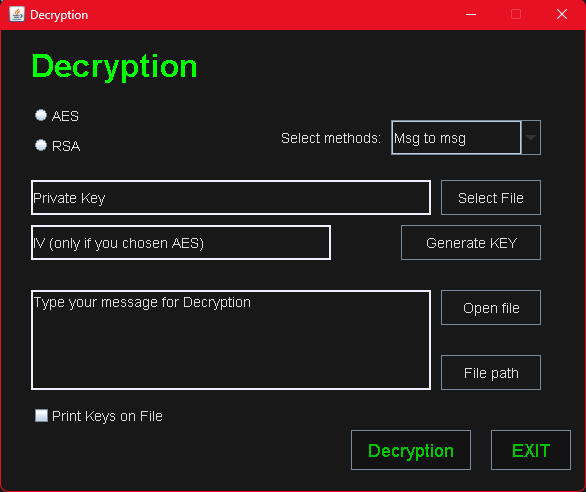 Decryption
Decryption
AES
RSA
Select methods:
Msg to msg
Private Key
Select File
IV (only if you chosen AES)
Generate KEY
Type your message for Decryption
Open file
File path
Print Keys on File
Decryption
EXIT